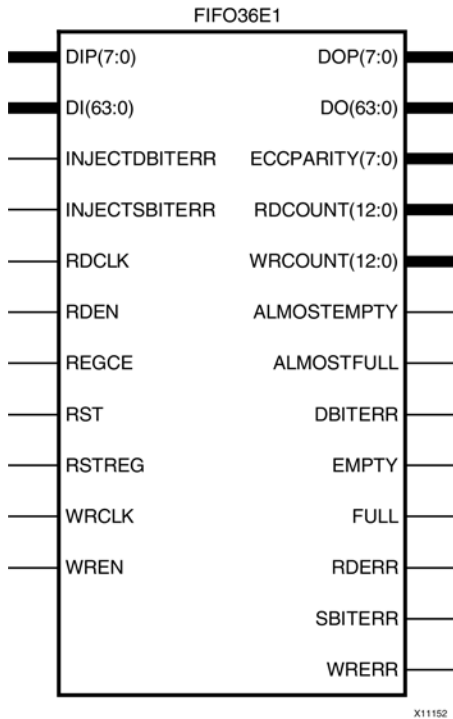 FIFO36E1
DIP(7:0) DOP(7:0)
DI(63:0) DO(63:0)
INJECTDBITERR ECCPARITY(7:0)
INJECTSBITERR RDCOUNT(12:0)
RDCLK WRCOUNT(12:0)
RDEN ALMOSTEMPTY
REGCE ALMOSTFULL
RST DBITERR
RSTREG EMPTY
WRCLK FULL
WREN RDERR
SBITERR
WRERR
X11152